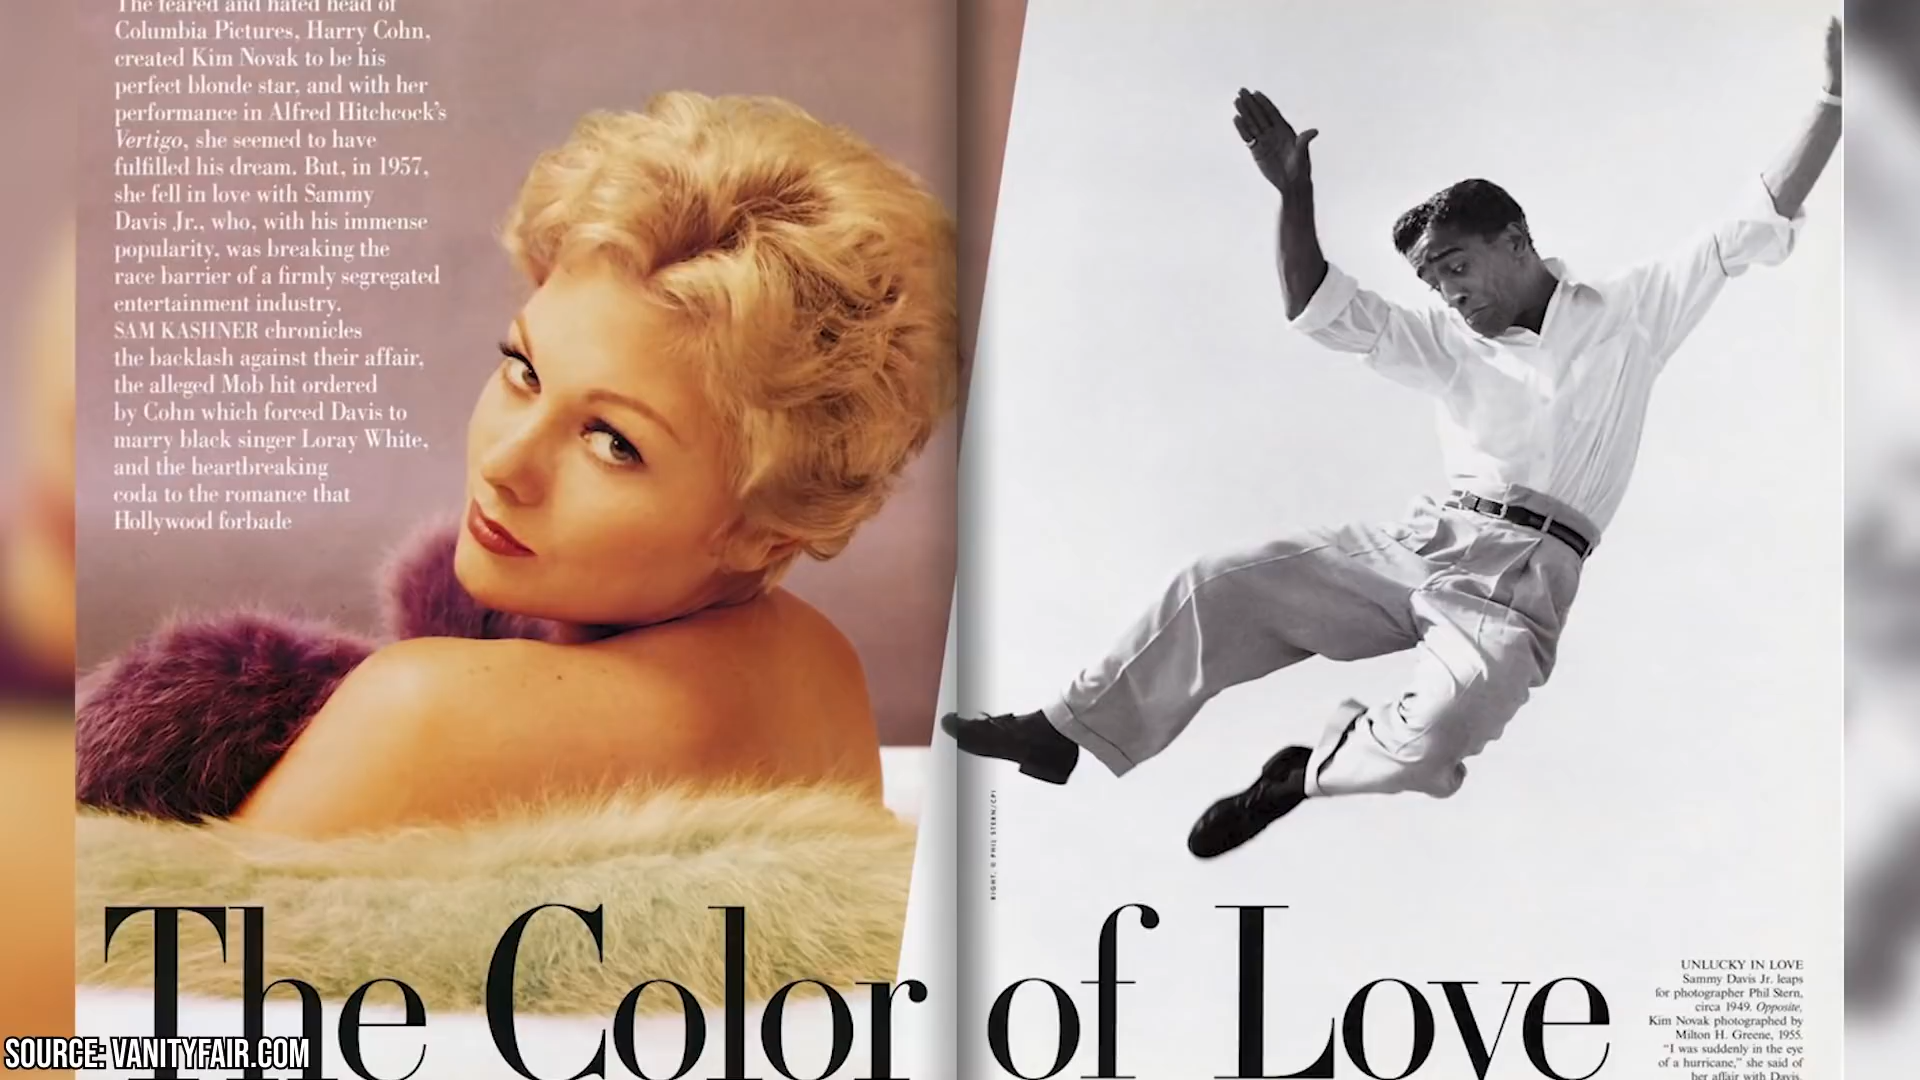 The feared and hated head of
Columbia Pictures, Harry Cohn,
created Kim Novak to be his
perfect blonde star, and with her
performance in Alfred Hitchcock's
Vertigo, she seemed to have
fulfilled his dream. But, in 1957,
she fell in love with Sammy
Davis Jr., who, with his immense
popularity, was breaking the
race barrier of a firmly segregated
entertainment industry.
SAM KASHNER chronicles
the backlash against their affair,
the alleged Mob hit ordered
by Cohn which forced Davis to
marry black singer Loray White,
and the heartbreaking
coda to the romance that
Hollywood forbade
RIGHT, © PHIL STERN/CPI
The Color of Love
UNLUCKY IN LOVE
Sammy Davis Jr. leaps
for photographer Phil Stern,
circa 1949. Opposite,
Kim Novak photographed by
Milton H. Greene, 1955.
"I was suddenly in the eye
of a hurricane," she said of
her affair with Davis.
SOURCE: VANITYFAIR.COM